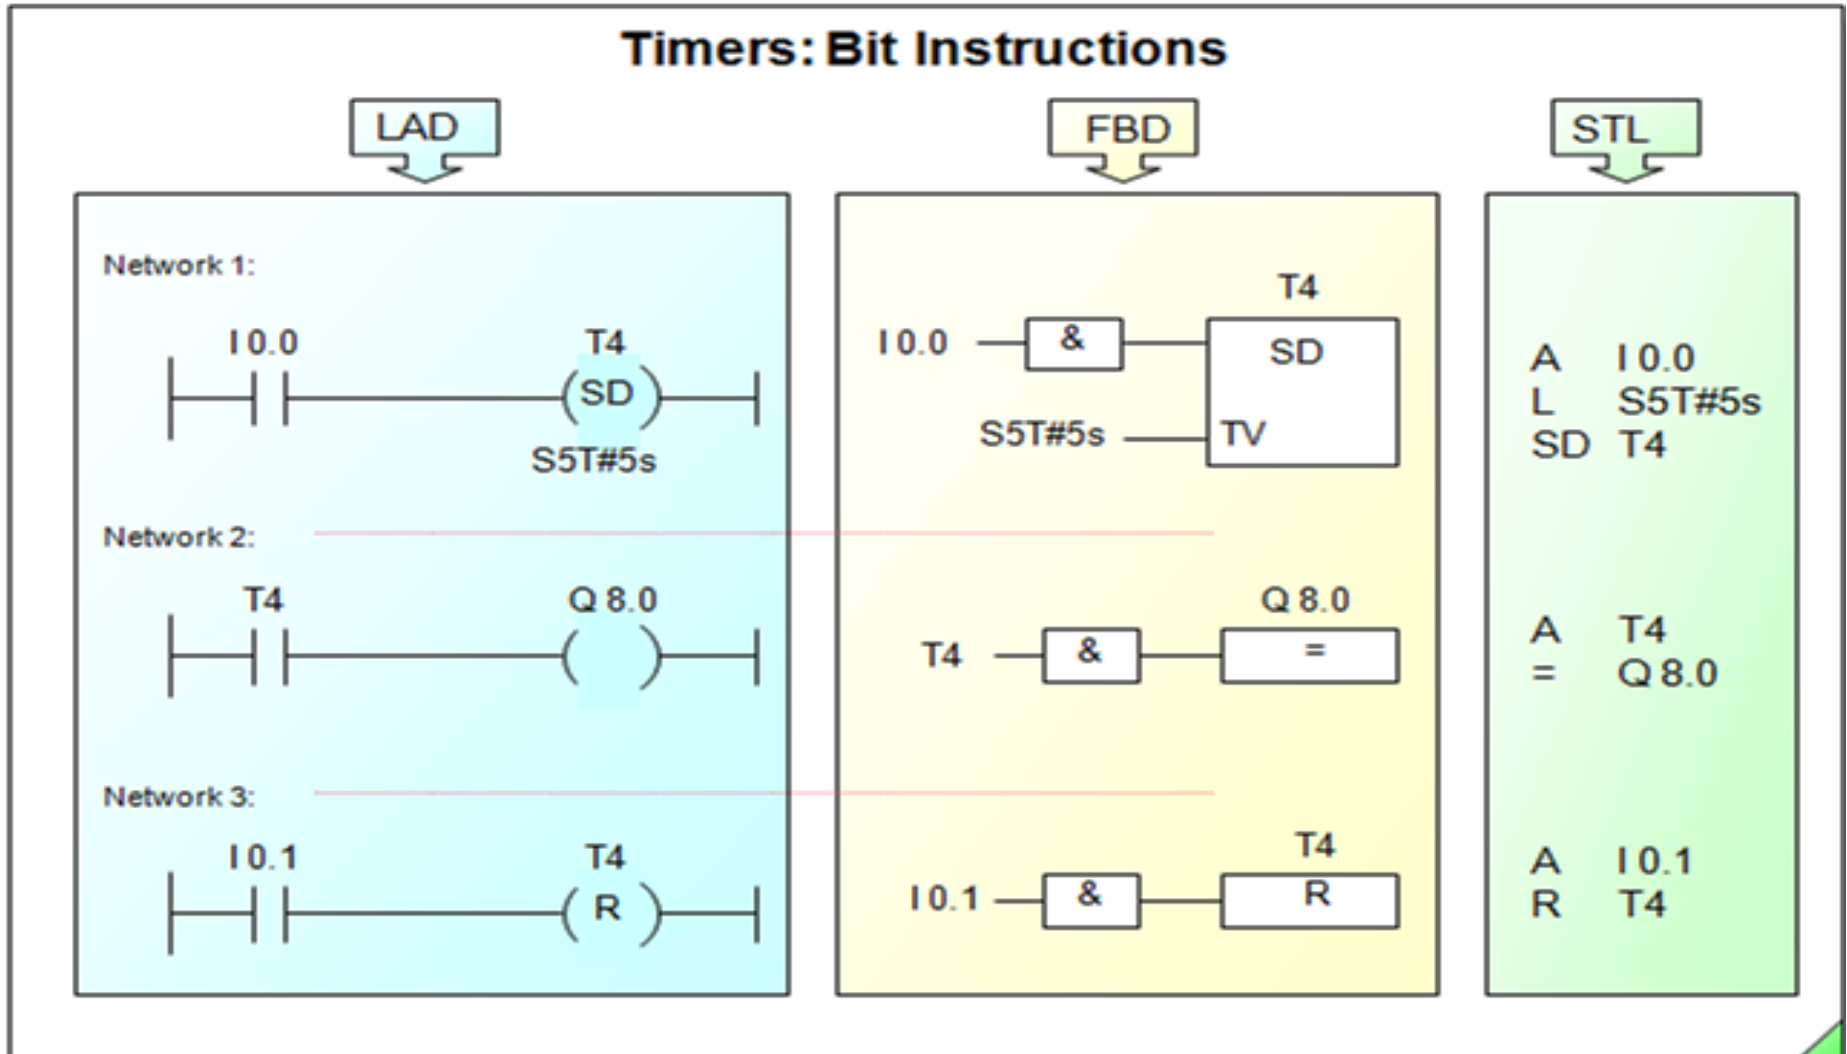 Timers: Bit Instructions
LAD
FBD
STL
Network 1:
I 0.0
T4
SD
S5T#5s
Network 2:
T4
Q 8.0
Network 3:
I 0.1
T4
R
T4
I 0.0
&
SD
S5T#5s
TV
Q 8.0
T4
&
=
T4
I 0.1
&
R
A I 0.0
L S5T#5s
SD T4
A T4
= Q 8.0
A I 0.1
R T4